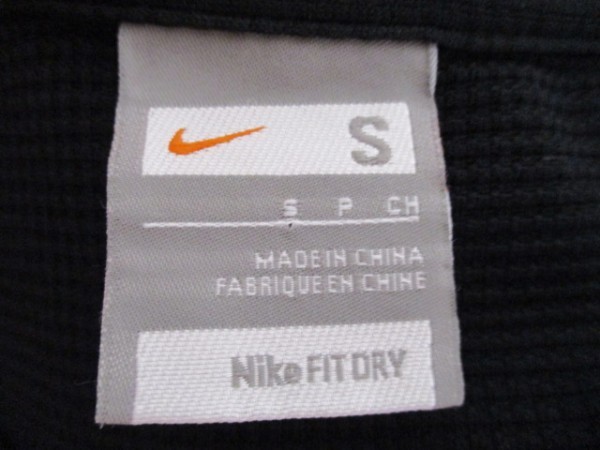 S
S P CH
MADE IN CHINA
FABRIQUE EN CHINE
Nike FIT DRY